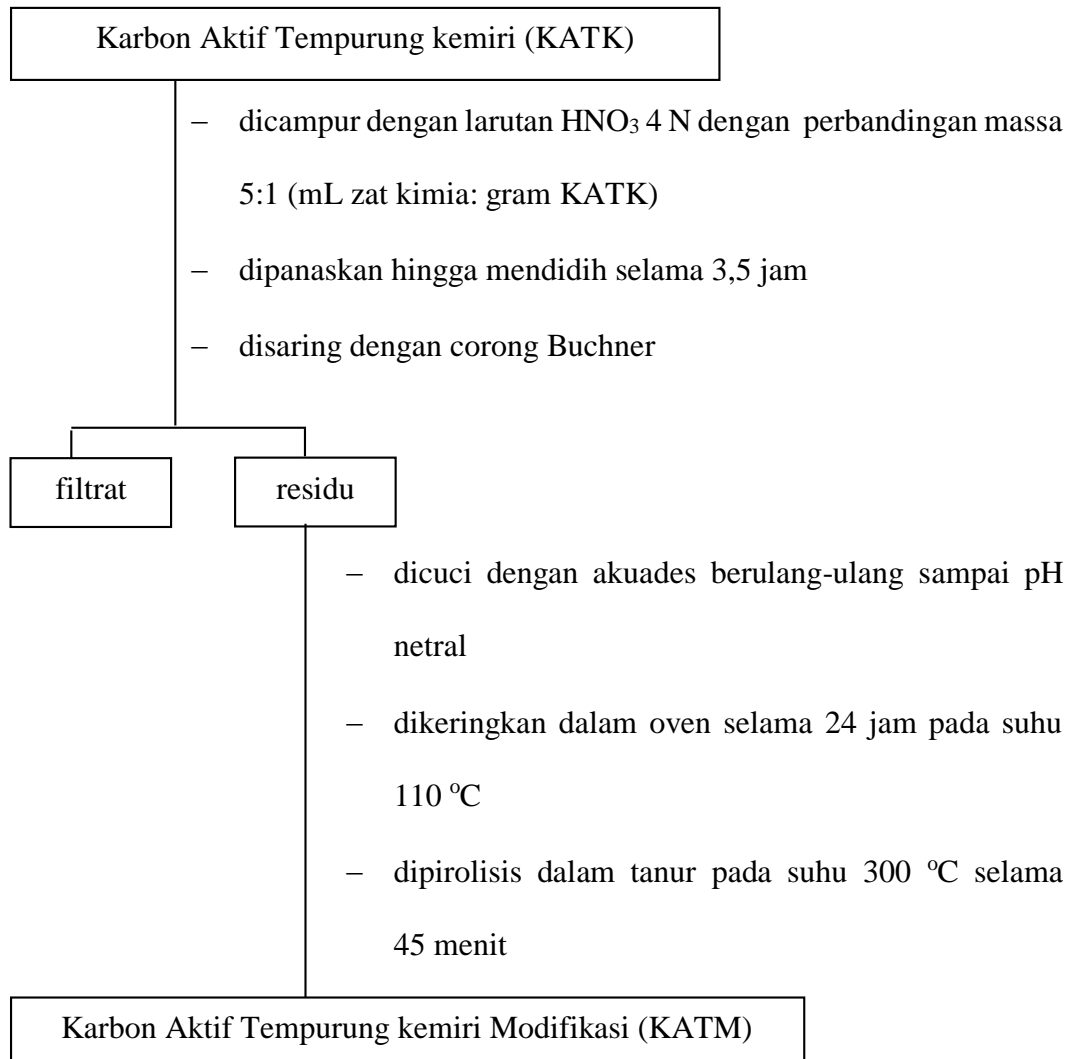 Karbon Aktif Tempurung kemiri (KATK)
– dicampur dengan larutan HNO₃ 4 N dengan perbandingan massa
5:1 (mL zat kimia: gram KATK)
– dipanaskan hingga mendidih selama 3,5 jam
– disaring dengan corong Buchner
filtrat
residu
– dicuci dengan akuades berulang-ulang sampai pH
netral
– dikeringkan dalam oven selama 24 jam pada suhu
110 °C
– dipirolisis dalam tanur pada suhu 300 °C selama
45 menit
Karbon Aktif Tempurung kemiri Modifikasi (KATM)